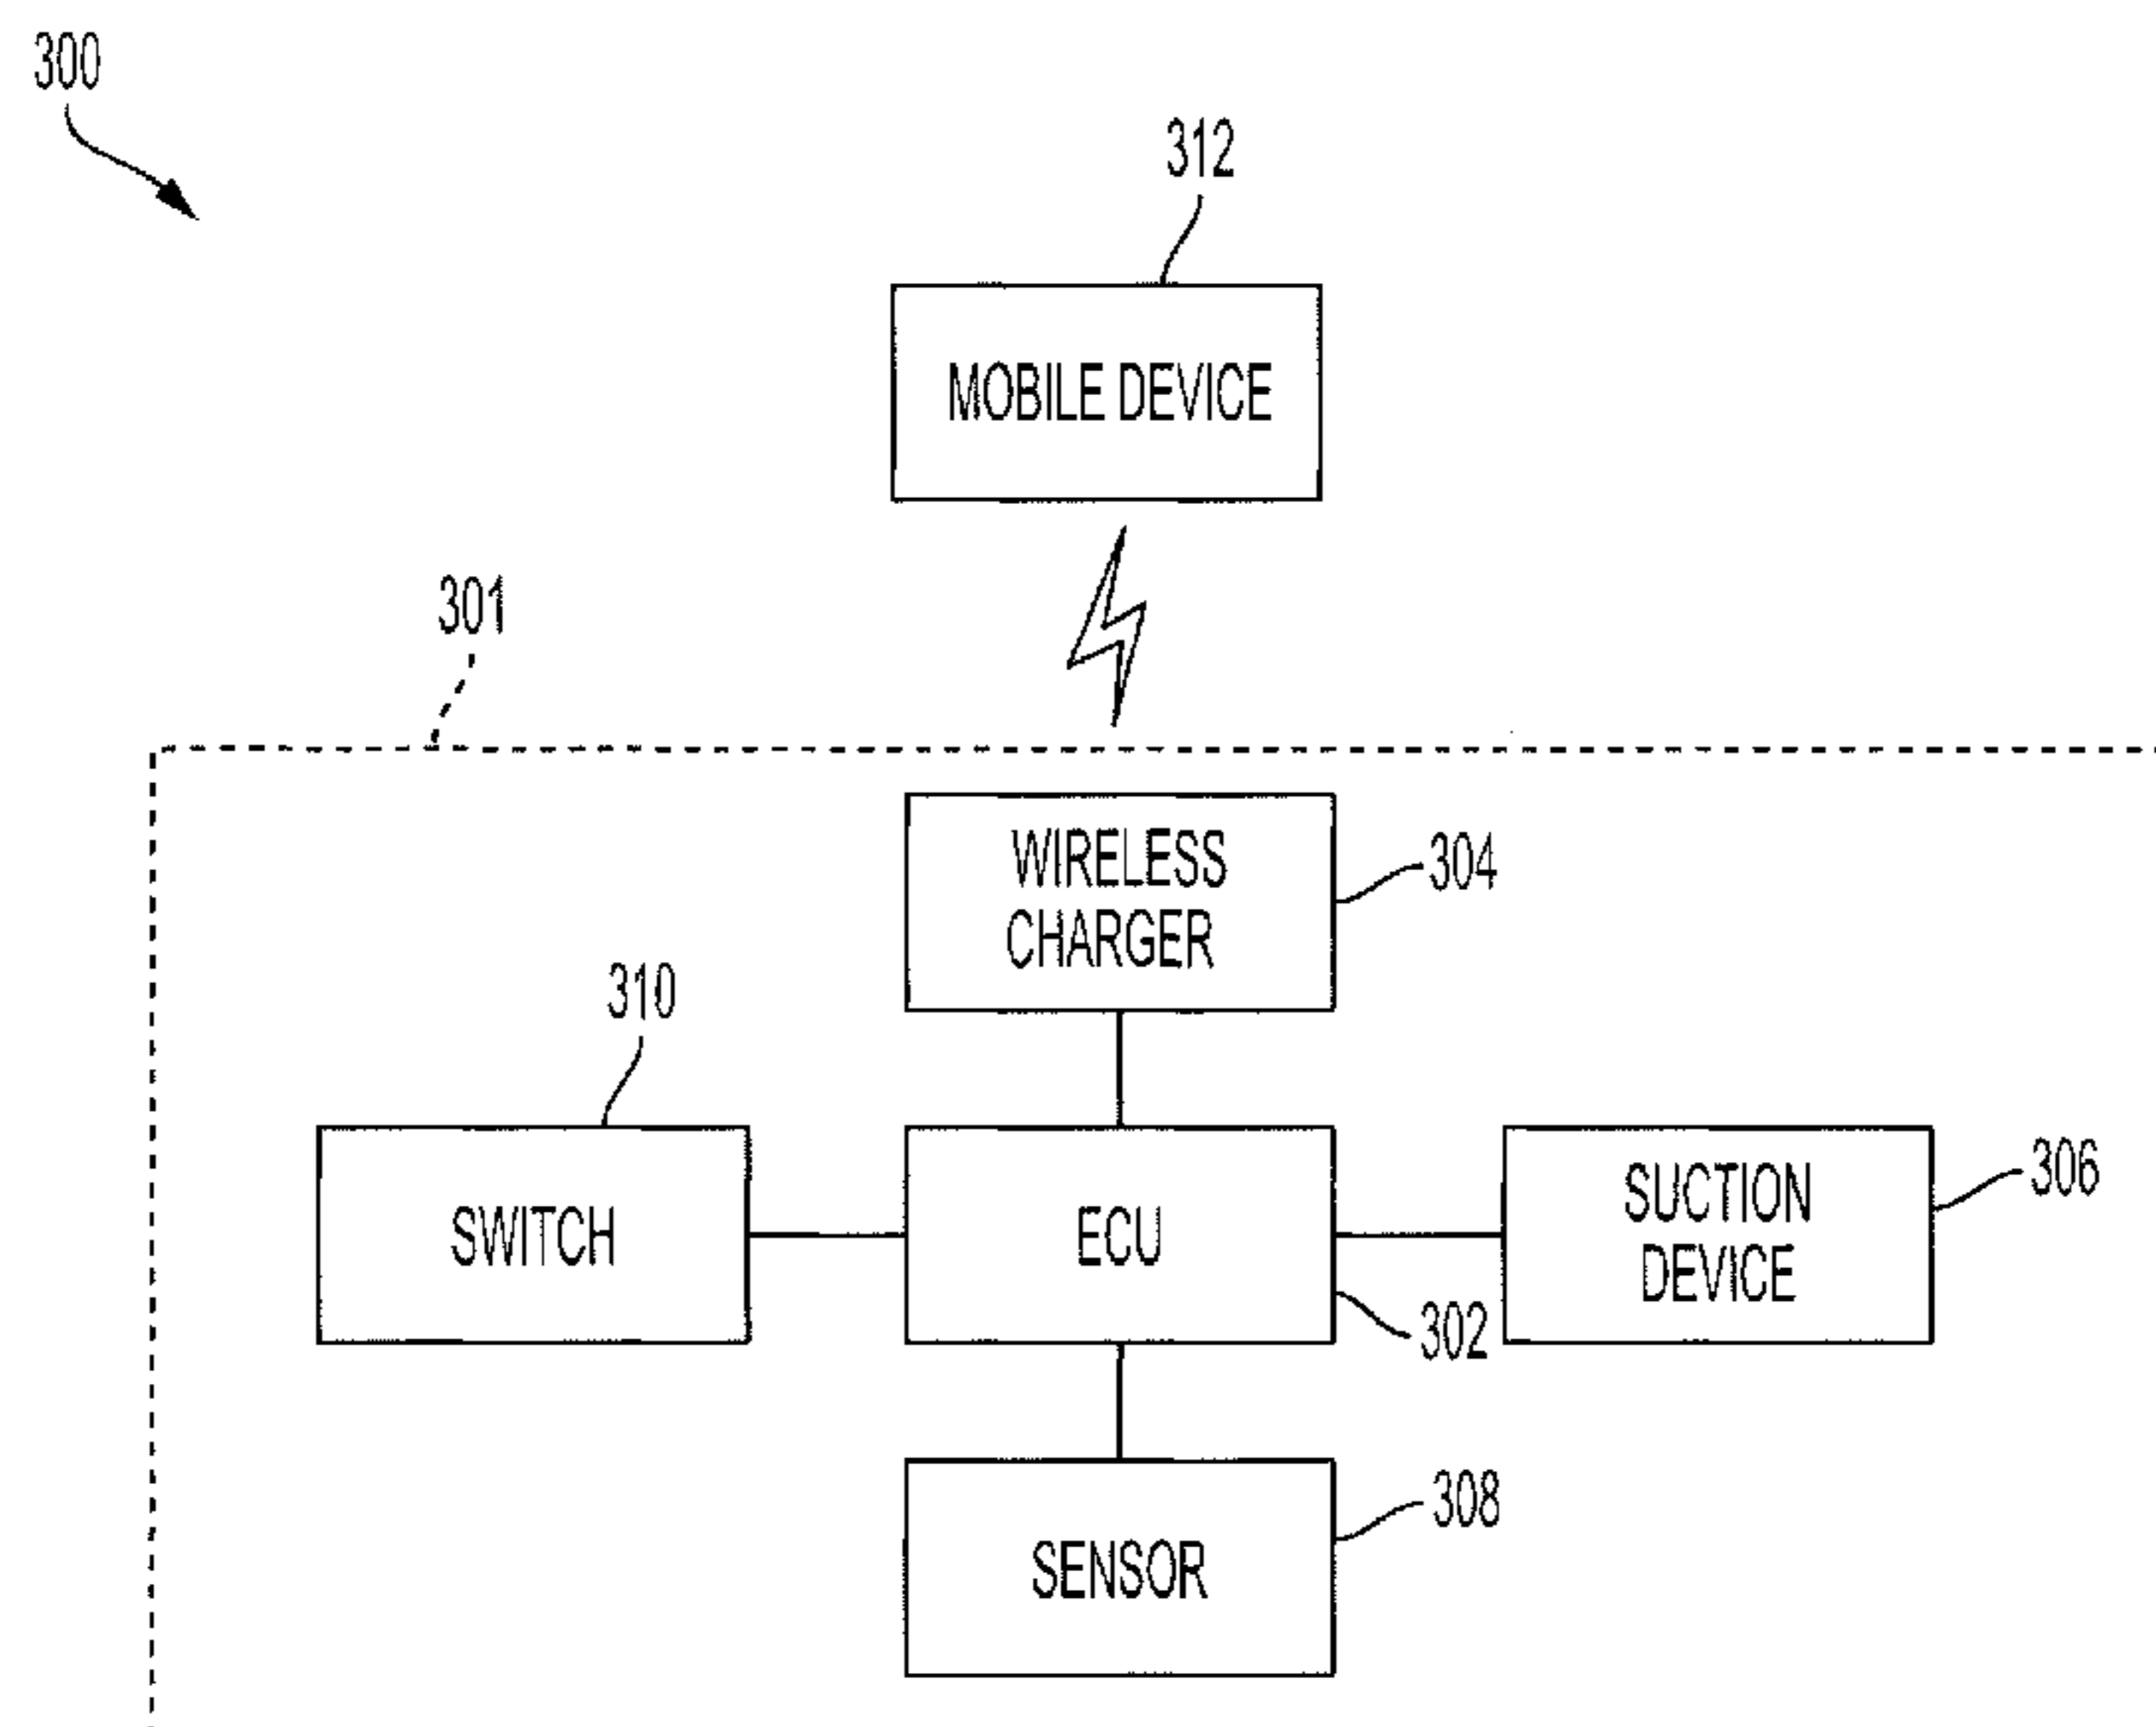 300
312
MOBILE DEVICE
301
WIRELESS
CHARGER
304
310
SWITCH
ECU
302
SUCTION
DEVICE
306
SENSOR
308